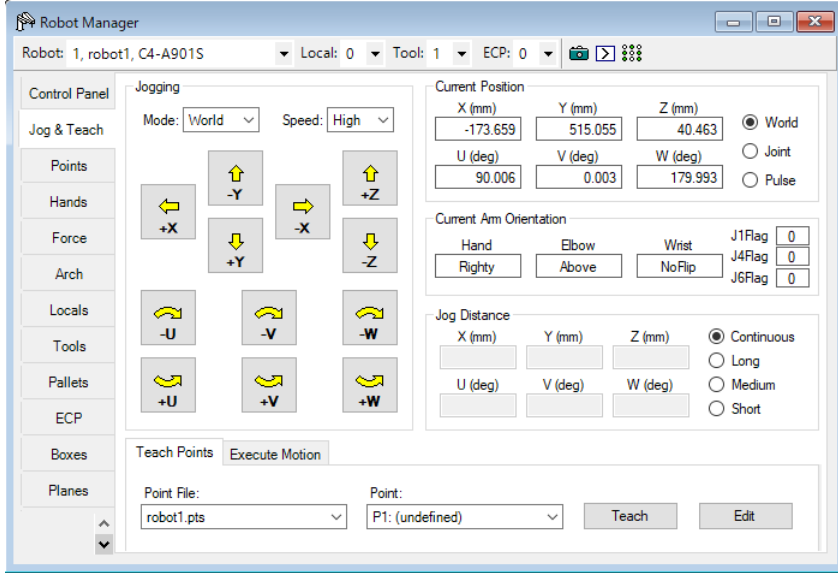 Robot Manager
Robot: 1, robot1, C4-A901S Local: 0 Tool: 1 ECP: 0
Control Panel
Jog & Teach
Points
Hands
Force
Arch
Locals
Tools
Pallets
ECP
Boxes
Planes
Jogging
Mode: World Speed: High
-Y +Z
+X -X
+Y -Z
-U -V -W
+U +V +W
Current Position
X (mm) Y (mm) Z (mm)
-173.659 515.055 40.463
U (deg) V (deg) W (deg)
90.006 0.003 179.993
World
Joint
Pulse
Current Arm Orientation
Hand Elbow Wrist
Righty Above NoFlip
J1Flag 0
J4Flag 0
J6Flag 0
Jog Distance
X (mm) Y (mm) Z (mm)
U (deg) V (deg) W (deg)
Continuous
Long
Medium
Short
Teach Points Execute Motion
Point File: Point:
robot1.pts P1: (undefined) Teach Edit